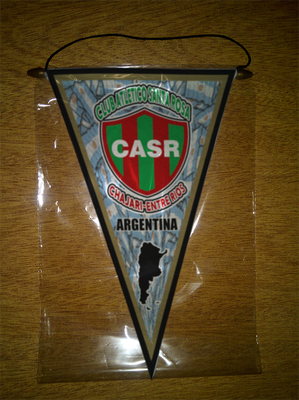 CLUB ATLETICO SANTA ROSA
CASR
CHAJARI-ENTRE RIOS
ARGENTINA